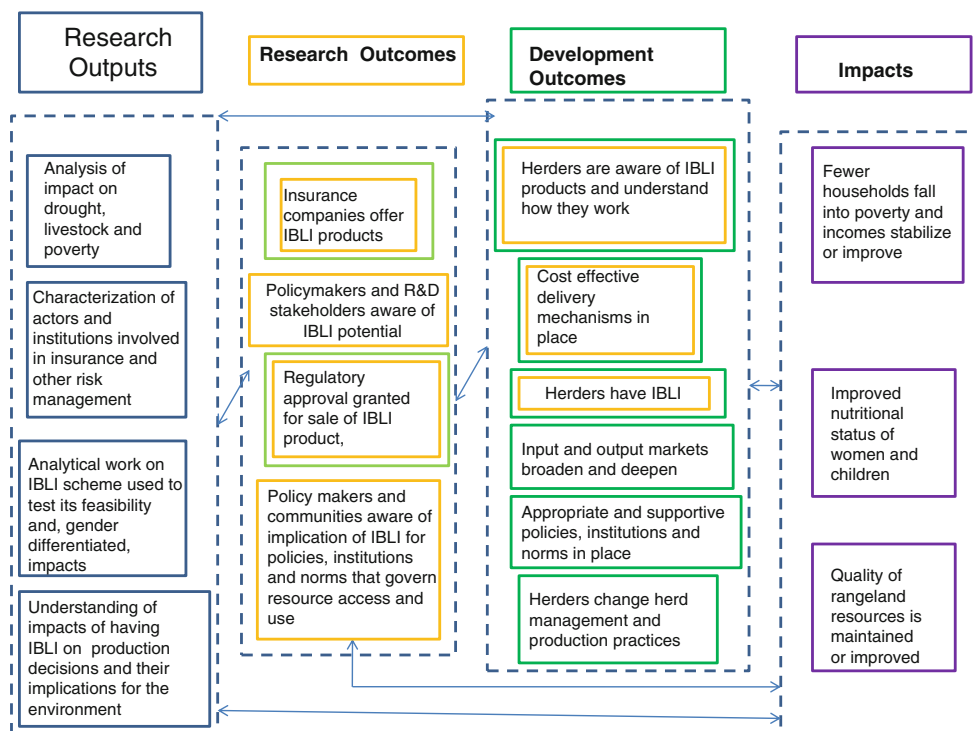 Research
Outputs
Analysis of
impact on
drought,
livestock and
poverty
Characterization of
actors and
institutions involved
in insurance and
other risk
management
Analytical work on
IBLI scheme used to
test its feasibility
and, gender
differentiated,
impacts
Understanding of
impacts of having
IBLI on production
decisions and their
implications for the
environment
Research Outcomes
Insurance
companies offer
IBLI products
Policymakers and R&D
stakeholders aware of
IBLI potential
Regulatory
approval granted
for sale of IBLI
product,
Policy makers and
communities aware of
implication of IBLI for
policies, institutions
and norms that govern
resource access and
use
Development
Outcomes
Herders are aware of IBLI
products and understand
how they work
Cost effective
delivery
mechanisms in
place
Herders have IBLI
Input and output markets
broaden and deepen
Appropriate and supportive
policies, institutions and
norms in place
Herders change herd
management and
production practices
Impacts
Fewer
households fall
into poverty and
incomes stabilize
or improve
Improved
nutritional
status of
women and
children
Quality of
rangeland
resources is
maintained
or improved